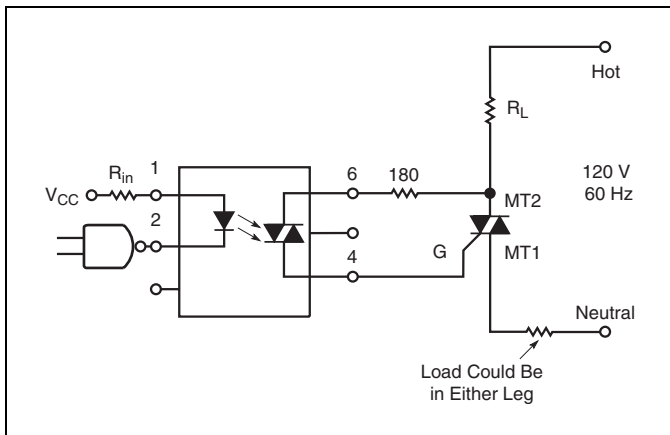 Hot
R_L
120 V
60 Hz
V_CC
R_in
1
2
6
180
4
MT2
G
MT1
Neutral
Load Could Be
in Either Leg